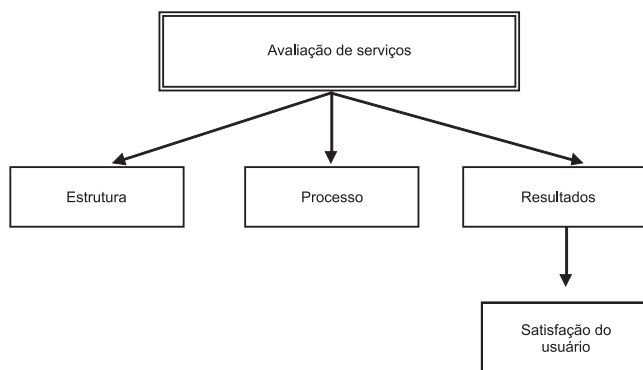 Avaliação de serviços
Estrutura
Processo
Resultados
Satisfação do
usuário